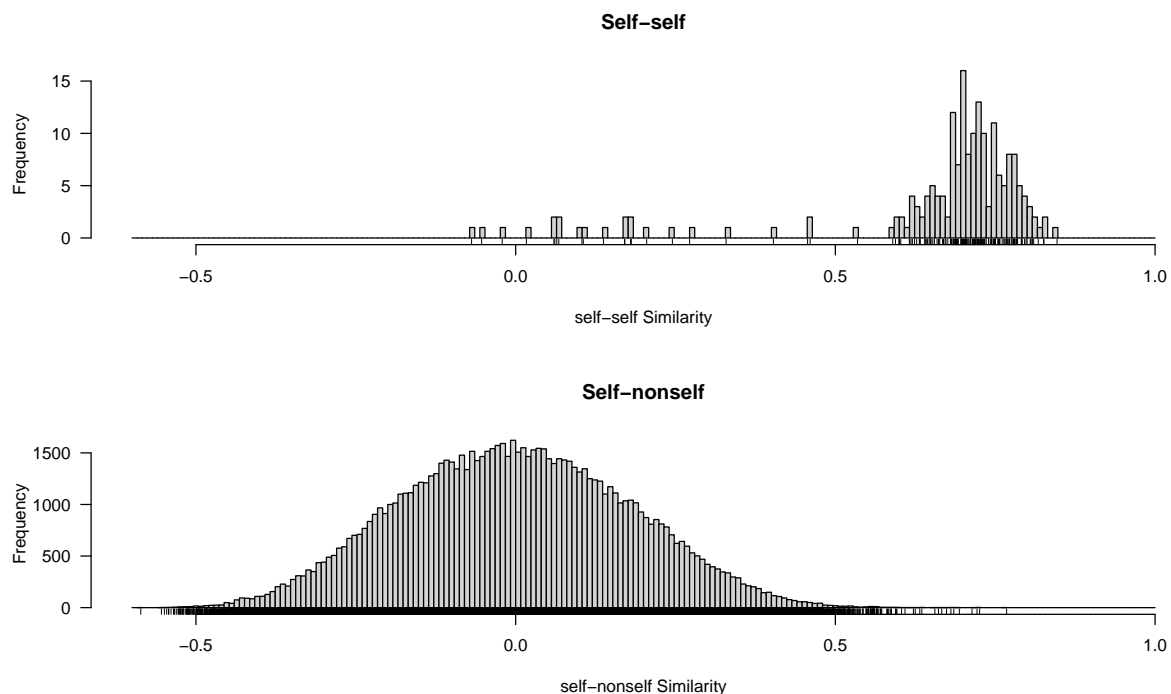 Self−self
Frequency
15
10
5
0
−0.5 0.0 0.5 1.0
self−self Similarity
Self−nonself
Frequency
1500
1000
500
0
−0.5 0.0 0.5 1.0
self−nonself Similarity